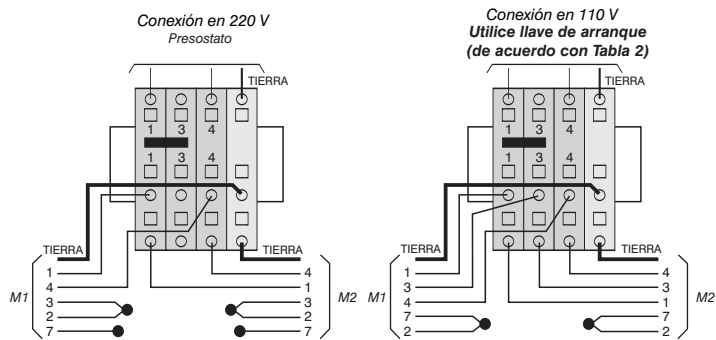 Conexión en 220 V
Presostato
TIERRA
1 3 4
1 3 4
TIERRA
TIERRA
M1
1
4
3
2
7
4
1
3
2
7
M2
Conexión en 110 V
Utilice llave de arranque
(de acuerdo con Tabla 2)
TIERRA
1 3 4
1 3 4
TIERRA
TIERRA
M1
1
3
4
7
2
4
3
1
7
2
M2